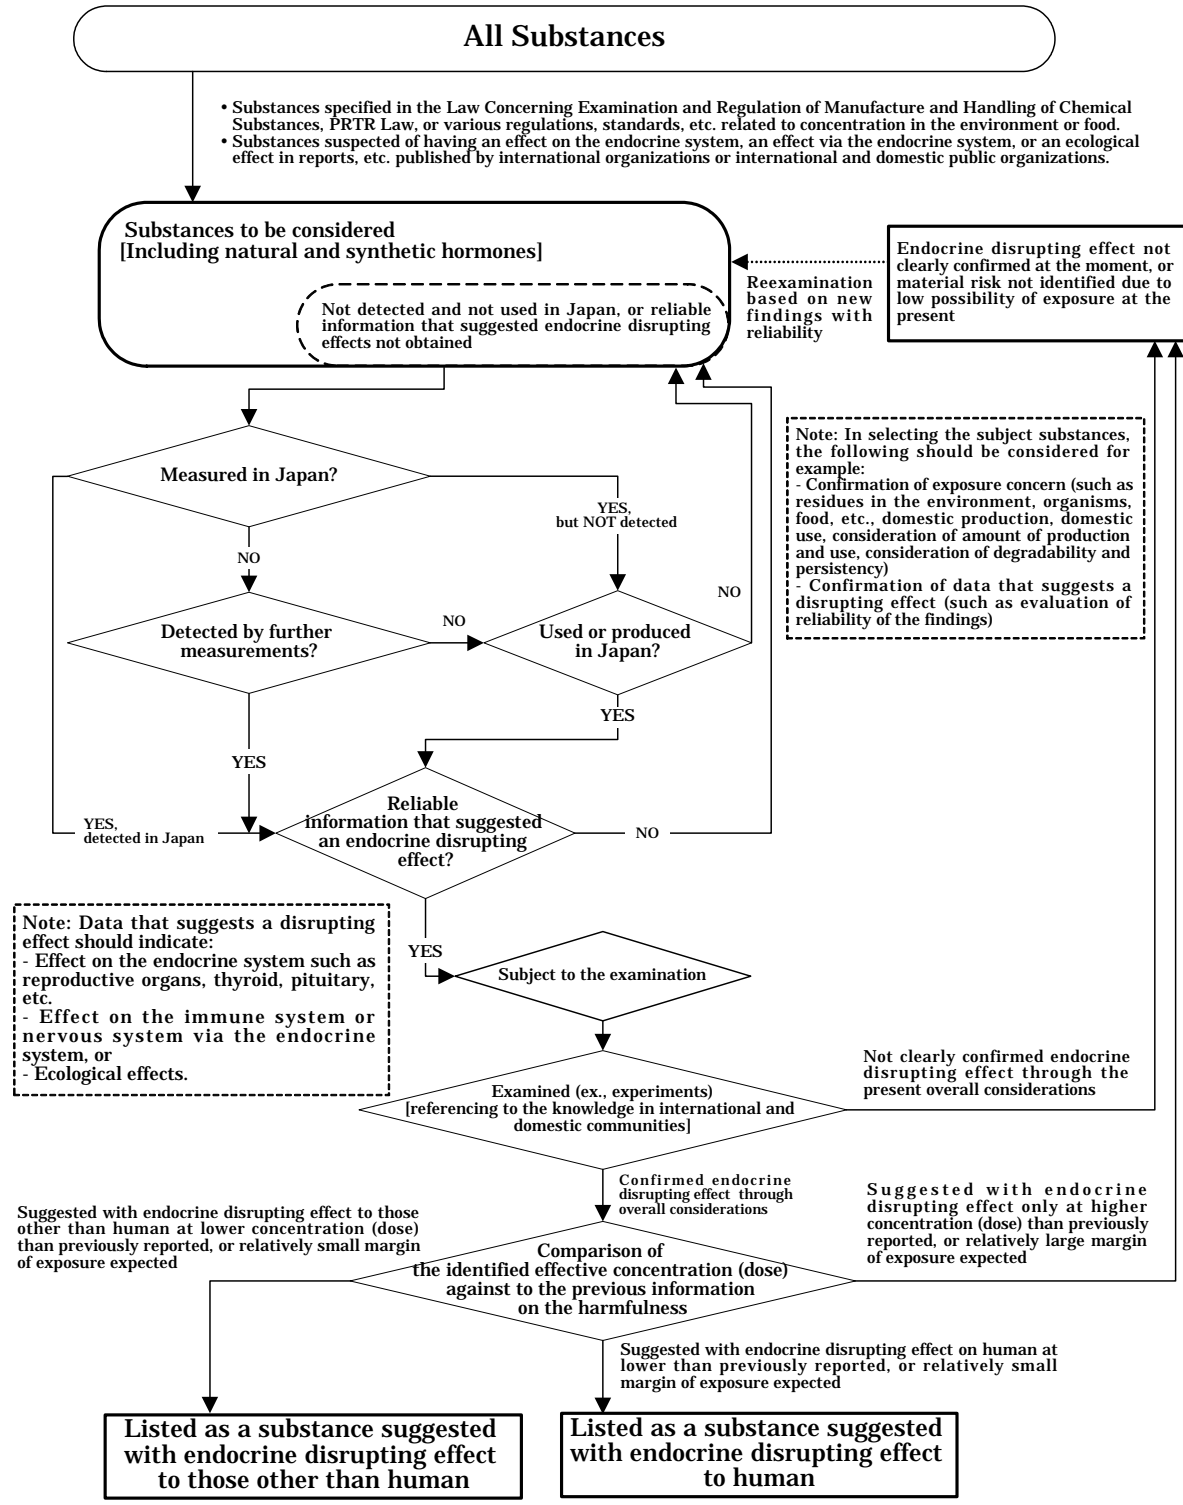 All Substances
• Substances specified in the Law Concerning Examination and Regulation of Manufacture and Handling of Chemical
Substances, PRTR Law, or various regulations, standards, etc. related to concentration in the environment or food.
• Substances suspected of having an effect on the endocrine system, an effect via the endocrine system, or an ecological
effect in reports, etc. published by international organizations or international and domestic public organizations.
Substances to be considered
[Including natural and synthetic hormones]
Not detected and not used in Japan, or reliable
information that suggested endocrine disrupting
effects not obtained
Reexamination
based on new
findings with
reliability
Endocrine disrupting effect not
clearly confirmed at the moment, or
material risk not identified due to
low possibility of exposure at the
present
Measured in Japan?
YES,
but NOT detected
NO
Note: In selecting the subject substances,
the following should be considered for
example:
- Confirmation of exposure concern (such as
residues in the environment, organisms,
food, etc., domestic production, domestic
use, consideration of amount of production
and use, consideration of degradability and
persistency)
- Confirmation of data that suggests a
disrupting effect (such as evaluation of
reliability of the findings)
NO
Detected by further
measurements?
NO
Used or produced
in Japan?
YES
YES
YES,
detected in Japan
Reliable
information that suggested
an endocrine disrupting
effect?
NO
Note: Data that suggests a disrupting
effect should indicate:
- Effect on the endocrine system such as
reproductive organs, thyroid, pituitary,
etc.
- Effect on the immune system or
nervous system via the endocrine
system, or
- Ecological effects.
YES
Subject to the examination
Examined (ex., experiments)
[referencing to the knowledge in international and
domestic communities]
Not clearly confirmed endocrine
disrupting effect through the
present overall considerations
Confirmed endocrine
disrupting effect through
overall considerations
Suggested with endocrine disrupting effect to those
other than human at lower concentration (dose)
than previously reported, or relatively small margin
of exposure expected
Suggested with endocrine
disrupting effect only at higher
concentration (dose) than previously
reported, or relatively large margin
of exposure expected
Comparison of
the identified effective concentration (dose)
against to the previous information
on the harmfulness
Suggested with endocrine disrupting effect on human at
lower than previously reported, or relatively small
margin of exposure expected
Listed as a substance suggested
with endocrine disrupting effect
to those other than human
Listed as a substance suggested
with endocrine disrupting effect
to human